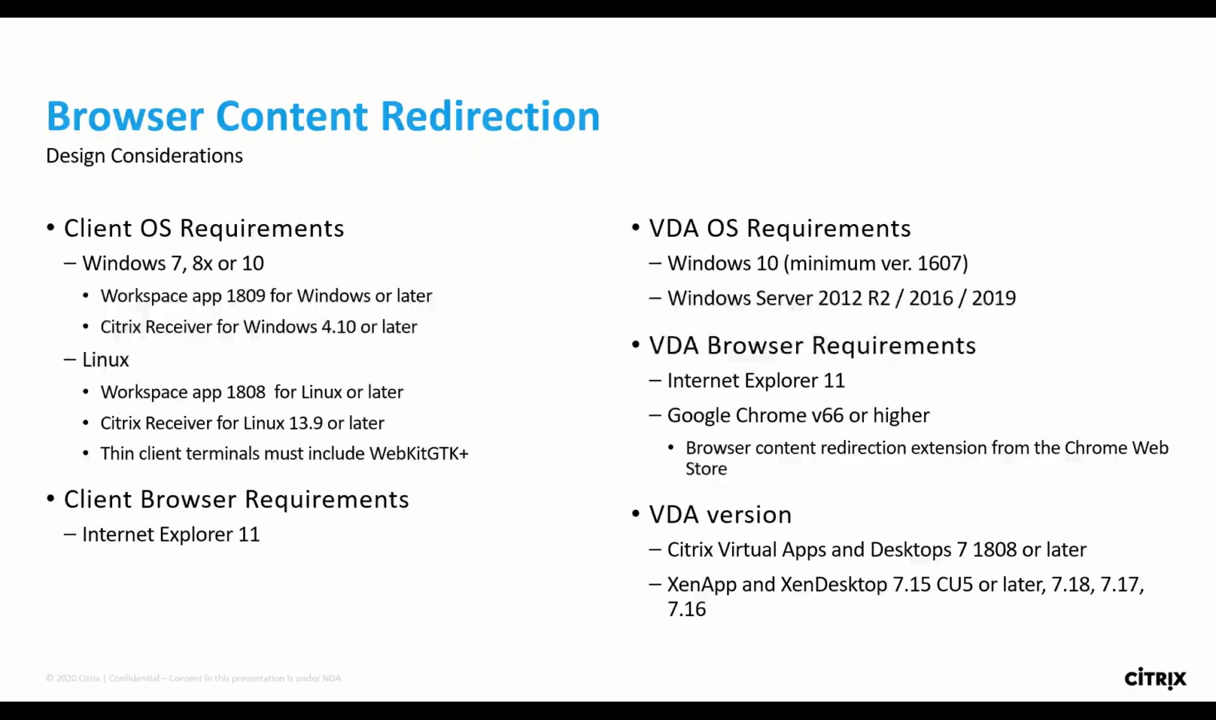 Browser Content Redirection
Design Considerations
• Client OS Requirements
– Windows 7, 8x or 10
• Workspace app 1809 for Windows or later
• Citrix Receiver for Windows 4.10 or later
– Linux
• Workspace app 1808  for Linux or later
• Citrix Receiver for Linux 13.9 or later
• Thin client terminals must include WebKitGTK+
• Client Browser Requirements
– Internet Explorer 11
• VDA OS Requirements
– Windows 10 (minimum ver. 1607)
– Windows Server 2012 R2 / 2016 / 2019
• VDA Browser Requirements
– Internet Explorer 11
– Google Chrome v66 or higher
• Browser content redirection extension from the Chrome Web
Store
• VDA version
– Citrix Virtual Apps and Desktops 7 1808 or later
– XenApp and XenDesktop 7.15 CU5 or later, 7.18, 7.17,
7.16
© 2020 Citrix | Confidential – Content in this presentation is under NDA
CITRIX